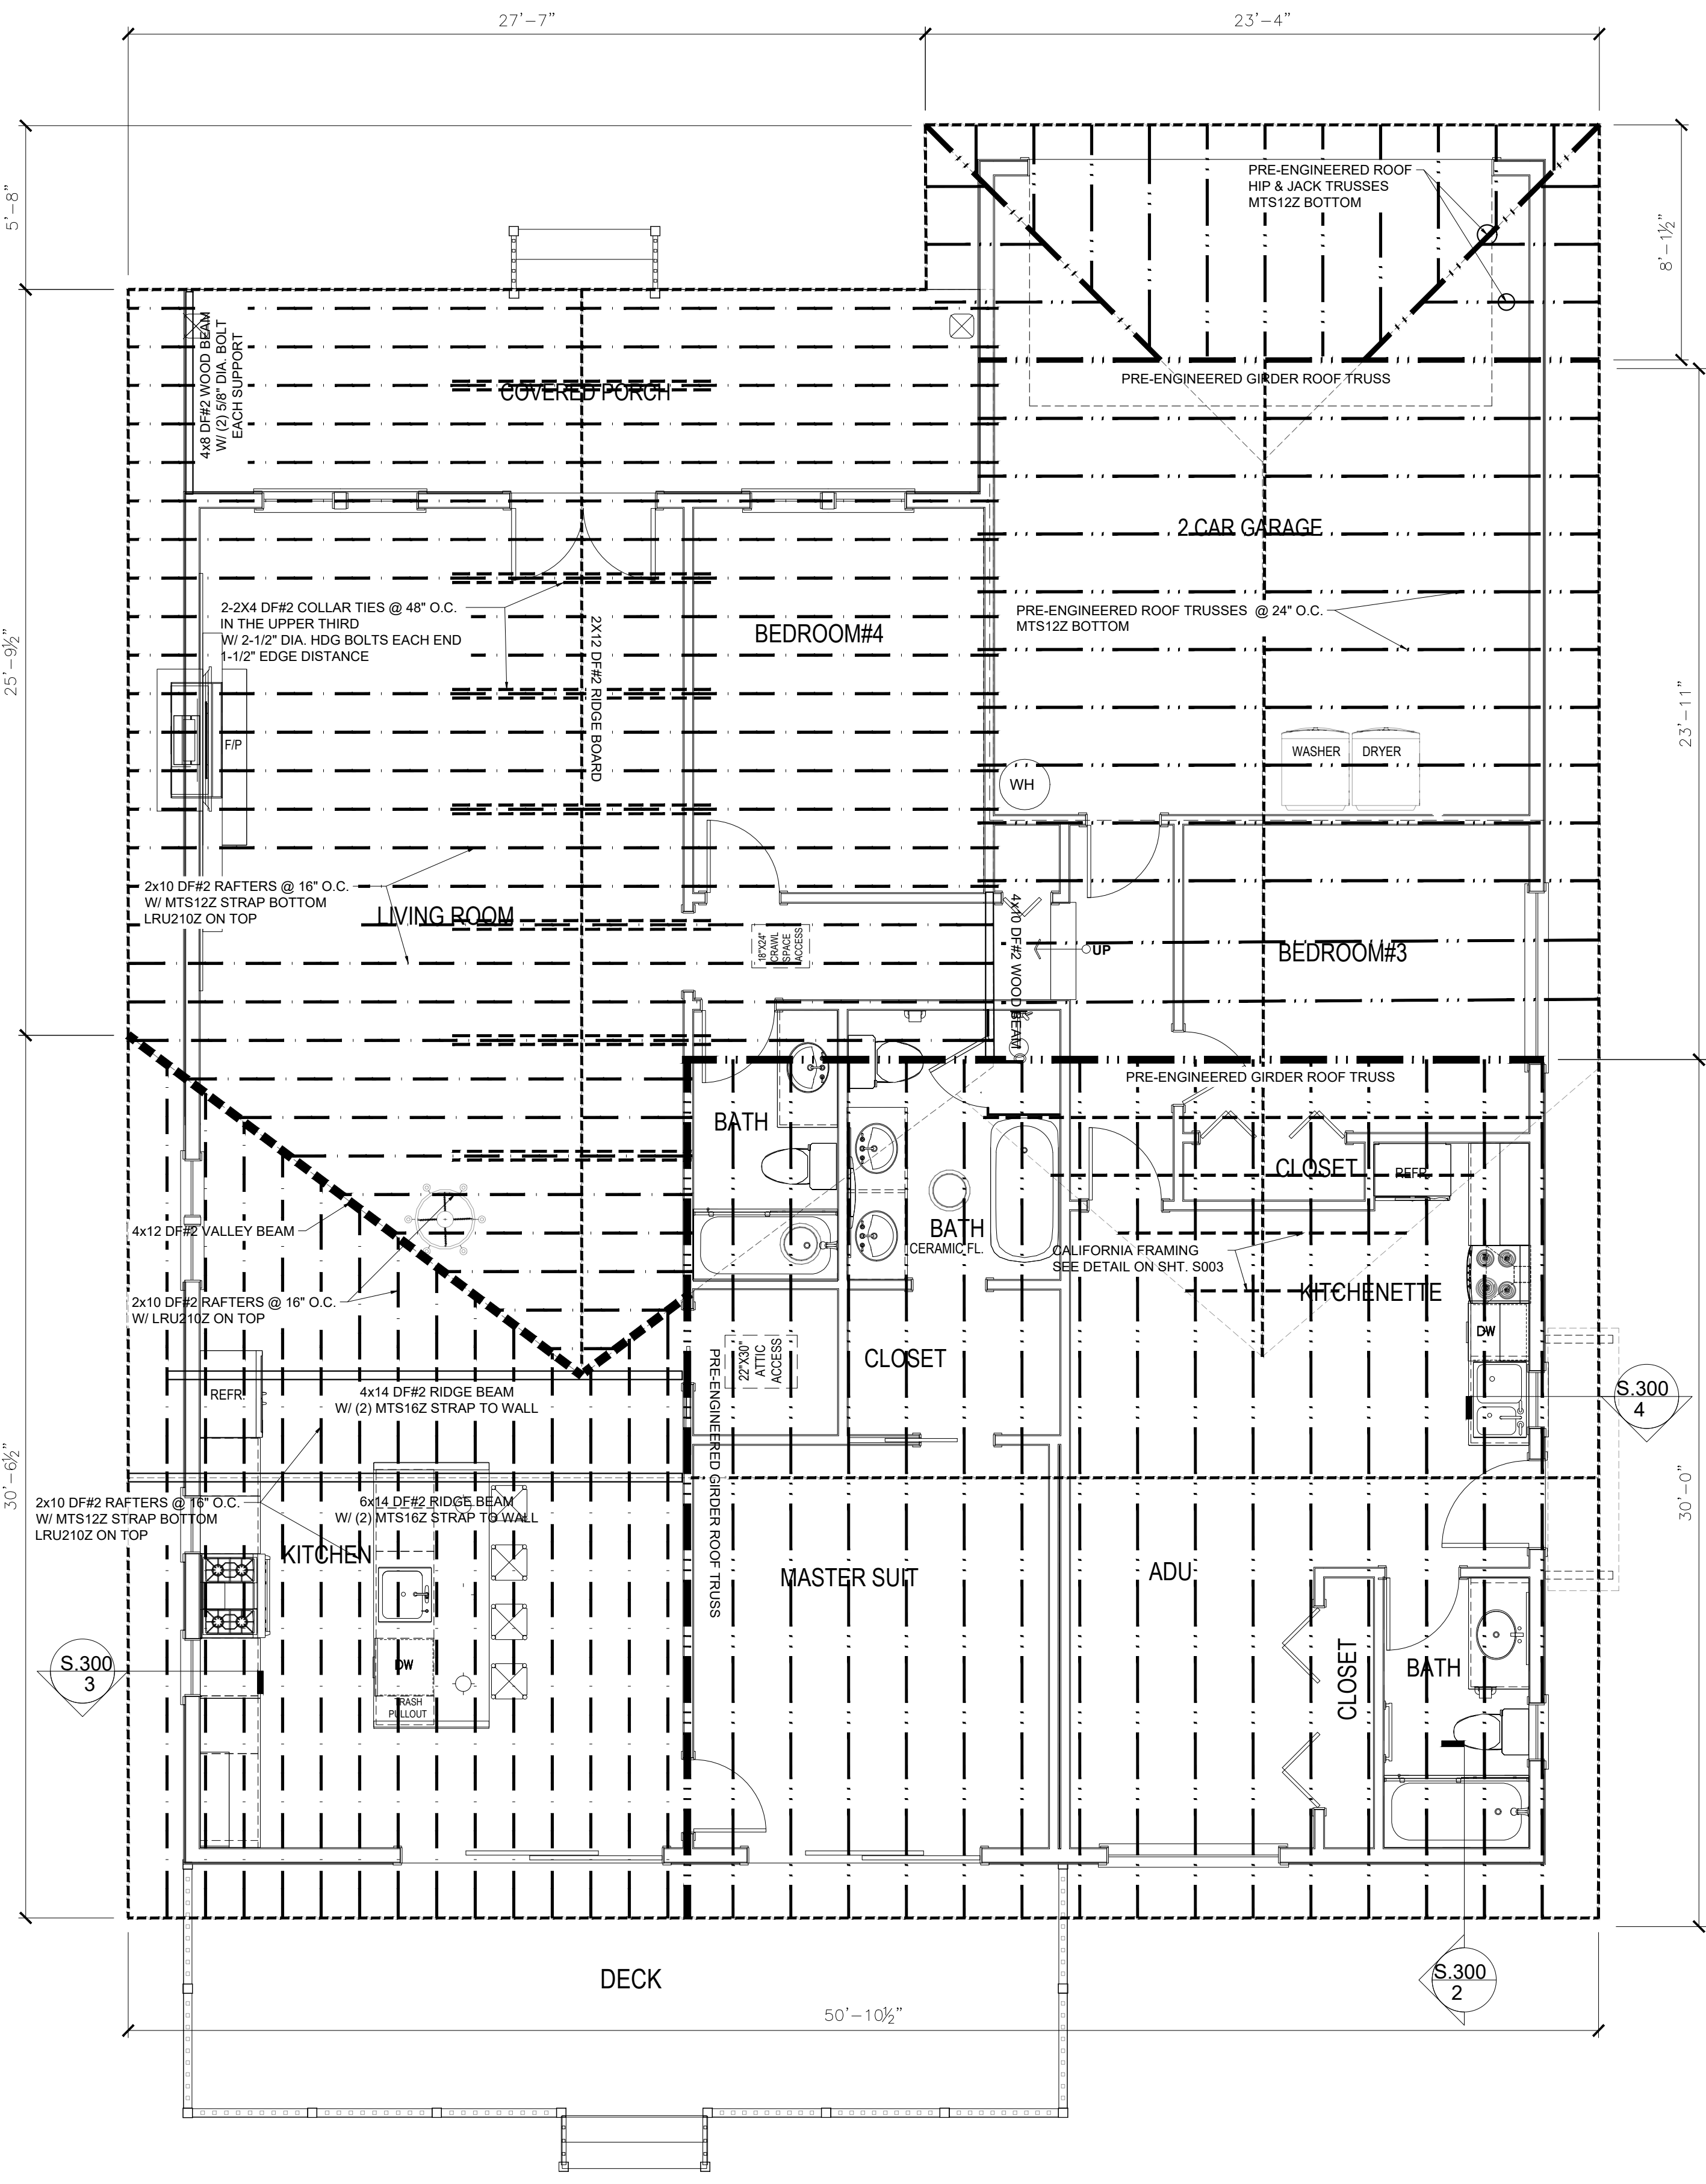 27'-7"
23'-4"
5'-8"
8'-1½"
PRE-ENGINEERED ROOF
HIP & JACK TRUSSES
MTS12Z BOTTOM
4x8 DF#2 WOOD BEAM
W/ (2) 5/8" DIA. BOLT
EACH SUPPORT
COVERED PORCH
PRE-ENGINEERED GIRDER ROOF TRUSS
2 CAR GARAGE
2-2X4 DF#2 COLLAR TIES @ 48" O.C.
IN THE UPPER THIRD
W/ 2-1/2" DIA. HDG BOLTS EACH END
1-1/2" EDGE DISTANCE
2X12 DF#2 RIDGE BOARD
BEDROOM#4
PRE-ENGINEERED ROOF TRUSSES @ 24" O.C.
MTS12Z BOTTOM
25'-9½"
23'-11"
F/P
WASHER
DRYER
WH
2x10 DF#2 RAFTERS @ 16" O.C.
W/ MTS12Z STRAP BOTTOM
LRU210Z ON TOP
LIVING ROOM
18"X24"
CRAWL
SPACE
ACCESS
4x10 DF#2 WOOD BEAM
UP
BEDROOM#3
PRE-ENGINEERED GIRDER ROOF TRUSS
BATH
CLOSET
REFR.
4x12 DF#2 VALLEY BEAM
BATH
CERAMIC FL.
CALIFORNIA FRAMING
SEE DETAIL ON SHT. S003
2x10 DF#2 RAFTERS @ 16" O.C.
W/ LRU210Z ON TOP
KITCHENETTE
DW
22"X30"
ATTIC
ACCESS
CLOSET
PRE-ENGINEERED GIRDER ROOF TRUSS
REFR.
4x14 DF#2 RIDGE BEAM
W/ (2) MTS16Z STRAP TO WALL
S.300
4
30'-6½"
30'-0"
2x10 DF#2 RAFTERS @ 16" O.C.
W/ MTS12Z STRAP BOTTOM
LRU210Z ON TOP
6x14 DF#2 RIDGE BEAM
W/ (2) MTS16Z STRAP TO WALL
KITCHEN
MASTER SUIT
ADU
S.300
3
DW
TRASH
PULLOUT
CLOSET
BATH
DECK
S.300
2
50'-10½"